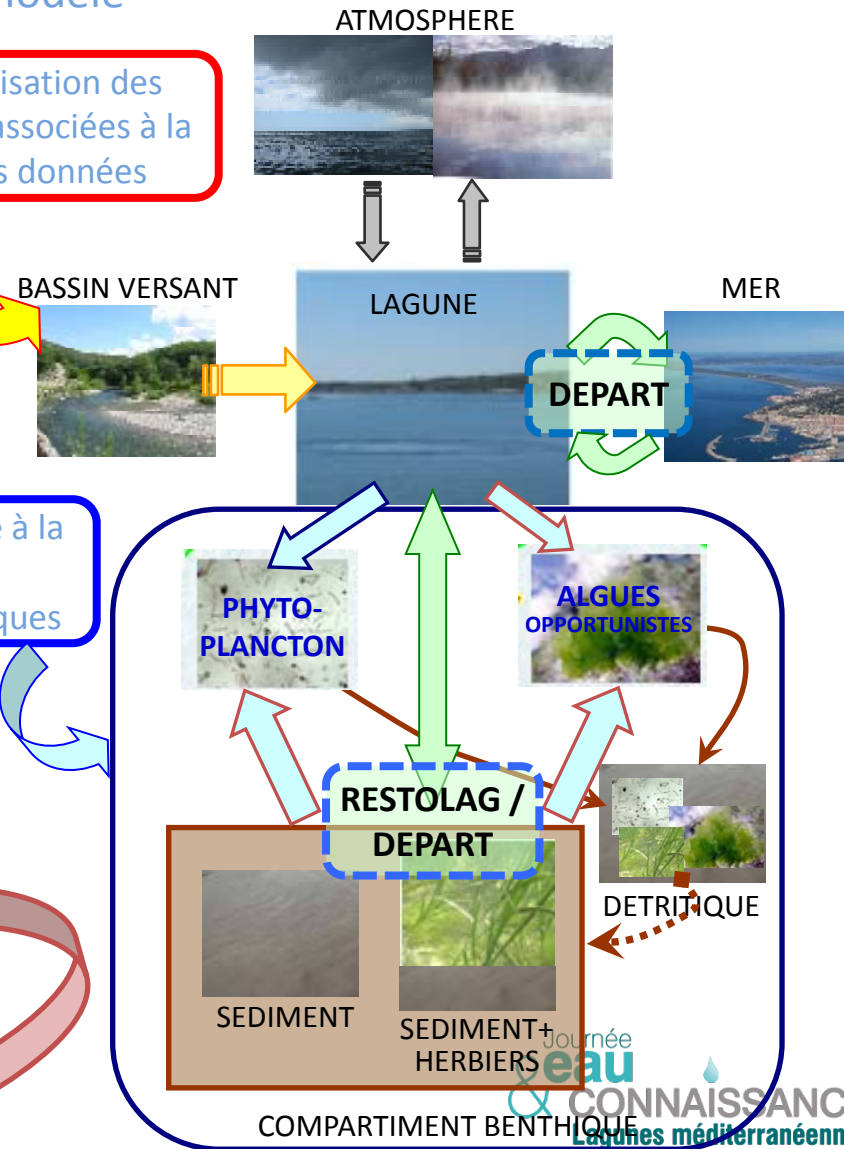 modèle
ATMOSPHERE
isation des
associées à la
s données
BASSIN VERSANT
LAGUNE
MER
DEPART
e à la
ques
PHYTO-
PLANCTON
ALGUES
OPPORTUNISTES
RESTOLAG /
DEPART
DETRITIQUE
SEDIMENT
SEDIMENT+
HERBIERS
COMPARTIMENT BENTHIQUE
Journée
eau
& CONNAISSANC
Lagunes méditerranéenn